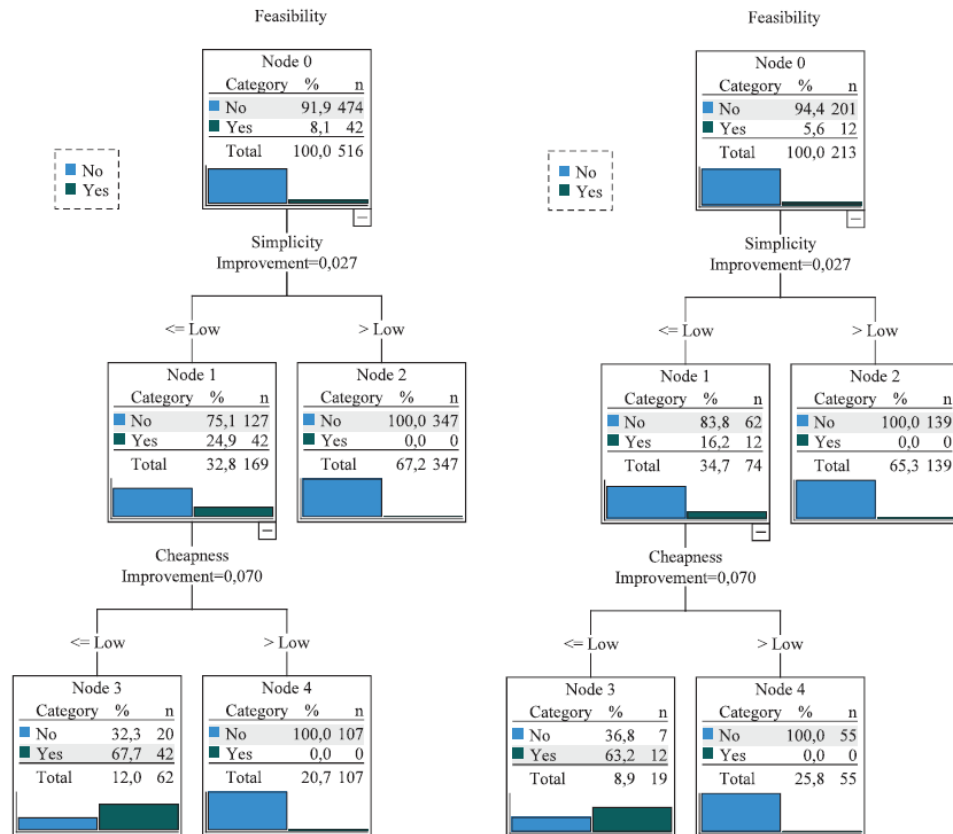 Feasibility
Node 0
Category % n
No 91,9 474
Yes 8,1 42
Total 100,0 516
No
Yes
Simplicity
Improvement=0,027
<= Low
> Low
Node 1
Category % n
No 75,1 127
Yes 24,9 42
Total 32,8 169
Node 2
Category % n
No 100,0 347
Yes 0,0 0
Total 67,2 347
Cheapness
Improvement=0,070
<= Low
> Low
Node 3
Category % n
No 32,3 20
Yes 67,7 42
Total 12,0 62
Node 4
Category % n
No 100,0 107
Yes 0,0 0
Total 20,7 107
Feasibility
Node 0
Category % n
No 94,4 201
Yes 5,6 12
Total 100,0 213
No
Yes
Simplicity
Improvement=0,027
<= Low
> Low
Node 1
Category % n
No 83,8 62
Yes 16,2 12
Total 34,7 74
Node 2
Category % n
No 100,0 139
Yes 0,0 0
Total 65,3 139
Cheapness
Improvement=0,070
<= Low
> Low
Node 3
Category % n
No 36,8 7
Yes 63,2 12
Total 8,9 19
Node 4
Category % n
No 100,0 55
Yes 0,0 0
Total 25,8 55